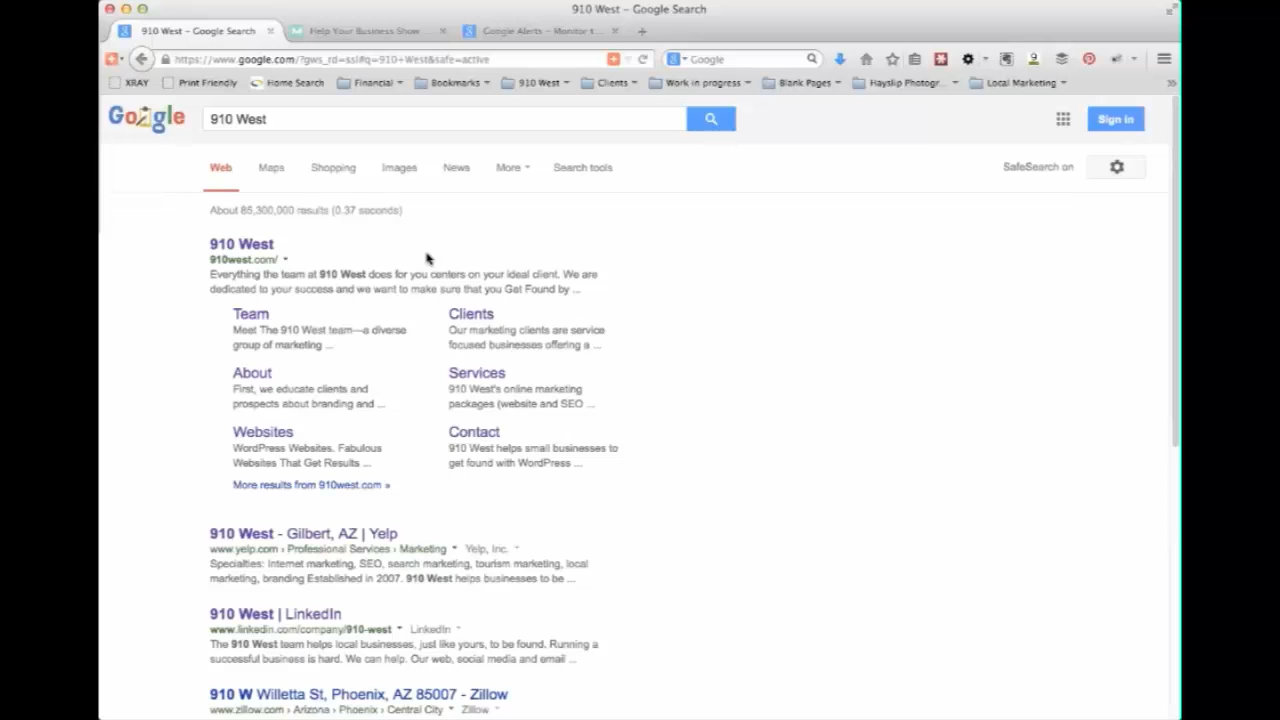 910 West – Google Search
910 West – Google Search
Help Your Business Show ...
Google Alerts – Monitor t...
https://www.google.com/?gws_rd=ssl#q=910+West&safe=active
Google
XRAY
Print Friendly
Home Search
Financial
Bookmarks
910 West
Clients
Work in progress
Blank Pages
Hayslip Photogr...
Local Marketing
Google
910 West
Sign in
Web
Maps
Shopping
Images
News
More
Search tools
SafeSearch on
About 85,300,000 results (0.37 seconds)
910 West
910west.com/
Everything the team at 910 West does for you centers on your ideal client. We are
dedicated to your success and we want to make sure that you Get Found by ...
Team
Meet The 910 West team—a diverse
group of marketing ...
Clients
Our marketing clients are service
focused businesses offering a ...
About
First, we educate clients and
prospects about branding and ...
Services
910 West's online marketing
packages (website and SEO ...
Websites
WordPress Websites. Fabulous
Websites That Get Results ...
Contact
910 West helps small businesses to
get found with WordPress ...
More results from 910west.com »
910 West - Gilbert, AZ | Yelp
www.yelp.com › Professional Services › Marketing
Yelp, Inc.
Specialties: Internet marketing, SEO, search marketing, tourism marketing, local
marketing, branding Established in 2007. 910 West helps businesses to be ...
910 West | LinkedIn
www.linkedin.com/company/910-west
LinkedIn
The 910 West team helps local businesses, just like yours, to be found. Running a
successful business is hard. We can help. Our web, social media and email ...
910 W Willetta St, Phoenix, AZ 85007 - Zillow
www.zillow.com › Arizona › Phoenix › Central City
Zillow